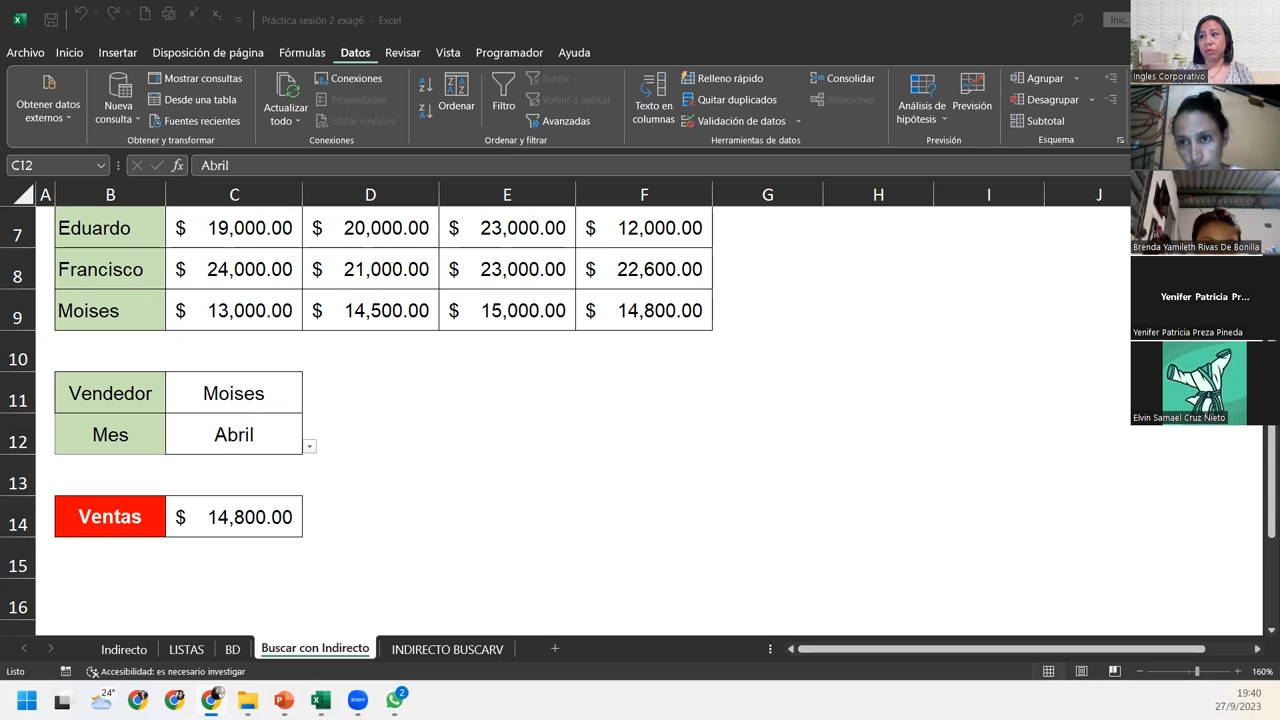 Práctica sesión 2 exag6 - Excel
Inic
Archivo Inicio Insertar Disposición de página Fórmulas Datos Revisar Vista Programador Ayuda
Obtener datos externos
Nueva consulta
Mostrar consultas
Desde una tabla
Fuentes recientes
Obtener y transformar
Actualizar todo
Conexiones
Propiedades
Editar vínculos
Conexiones
Ordenar
Filtro
Volver a aplicar
Avanzadas
Ordenar y filtrar
Texto en columnas
Relleno rápido
Quitar duplicados
Validación de datos
Consolidar
Relaciones
Herramientas de datos
Análisis de hipótesis
Previsión
Previsión
Agrupar
Desagrupar
Subtotal
Esquema
C12 fx Abril
A B C D E F G H I J
7 Eduardo $ 19,000.00 $ 20,000.00 $ 23,000.00 $ 12,000.00
8 Francisco $ 24,000.00 $ 21,000.00 $ 23,000.00 $ 22,600.00
9 Moises $ 13,000.00 $ 14,500.00 $ 15,000.00 $ 14,800.00
10
11 Vendedor Moises
12 Mes Abril
13
14 Ventas $ 14,800.00
15
16
Indirecto LISTAS BD Buscar con Indirecto INDIRECTO BUSCARV +
Listo Accesibilidad: es necesario investigar 160%
24° zoom 2 19:40
27/9/2023
Ingles Corporativo
Brenda Yamileth Rivas De Bonilla
Yenifer Patricia Pr...
Yenifer Patricia Preza Pineda
Elvin Samael Cruz Nieto